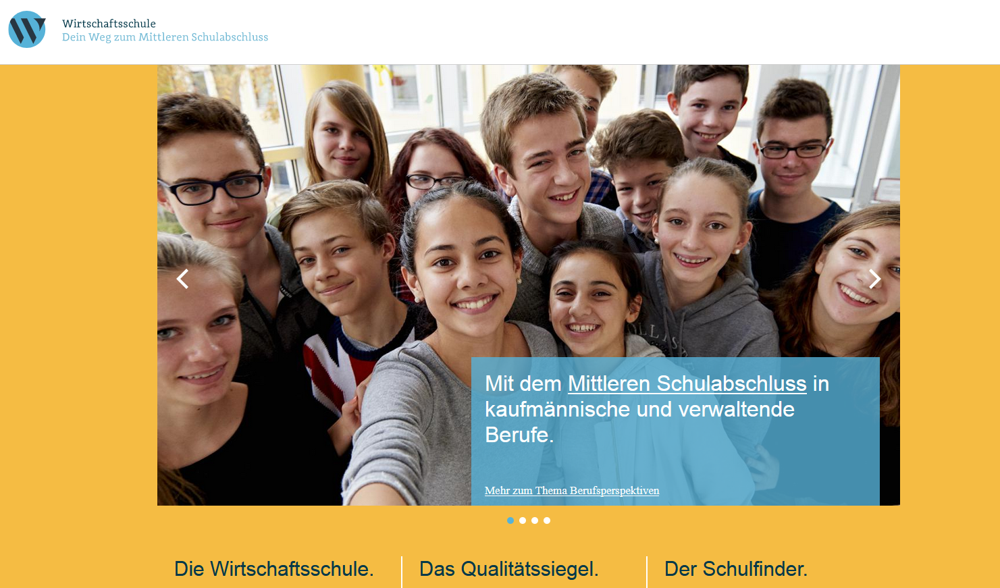 Wirtschaftsschule
Dein Weg zum Mittleren Schulabschluss
Mit dem Mittleren Schulabschluss in
kaufmännische und verwaltende
Berufe.
Mehr zum Thema Berufsperspektiven
Die Wirtschaftsschule.
Das Qualitätssiegel.
Der Schulfinder.